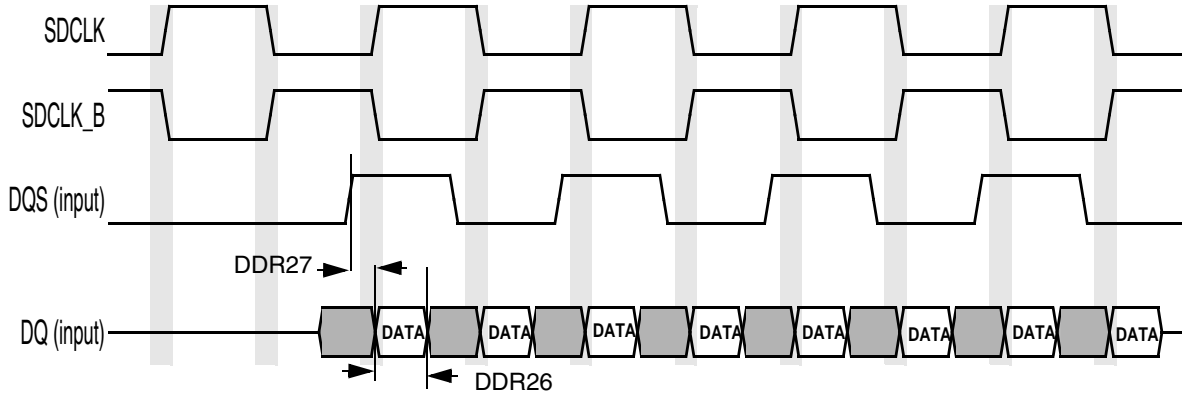 SDCLK
SDCLK_B
DQS (input)
DDR27
DQ (input)
DATA DATA DATA DATA DATA DATA DATA DATA
DDR26